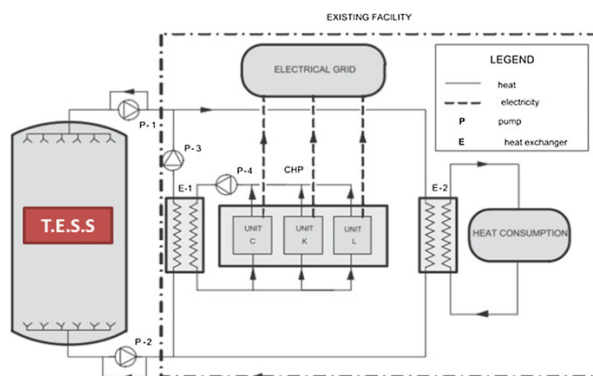 EXISTING FACILITY
ELECTRICAL GRID
LEGEND
heat
electricity
P pump
E heat exchanger
P-1
P-3
P-4
CHP
E-1
E-2
T.E.S.S
UNIT
C
UNIT
K
UNIT
L
HEAT CONSUMPTION
P-2